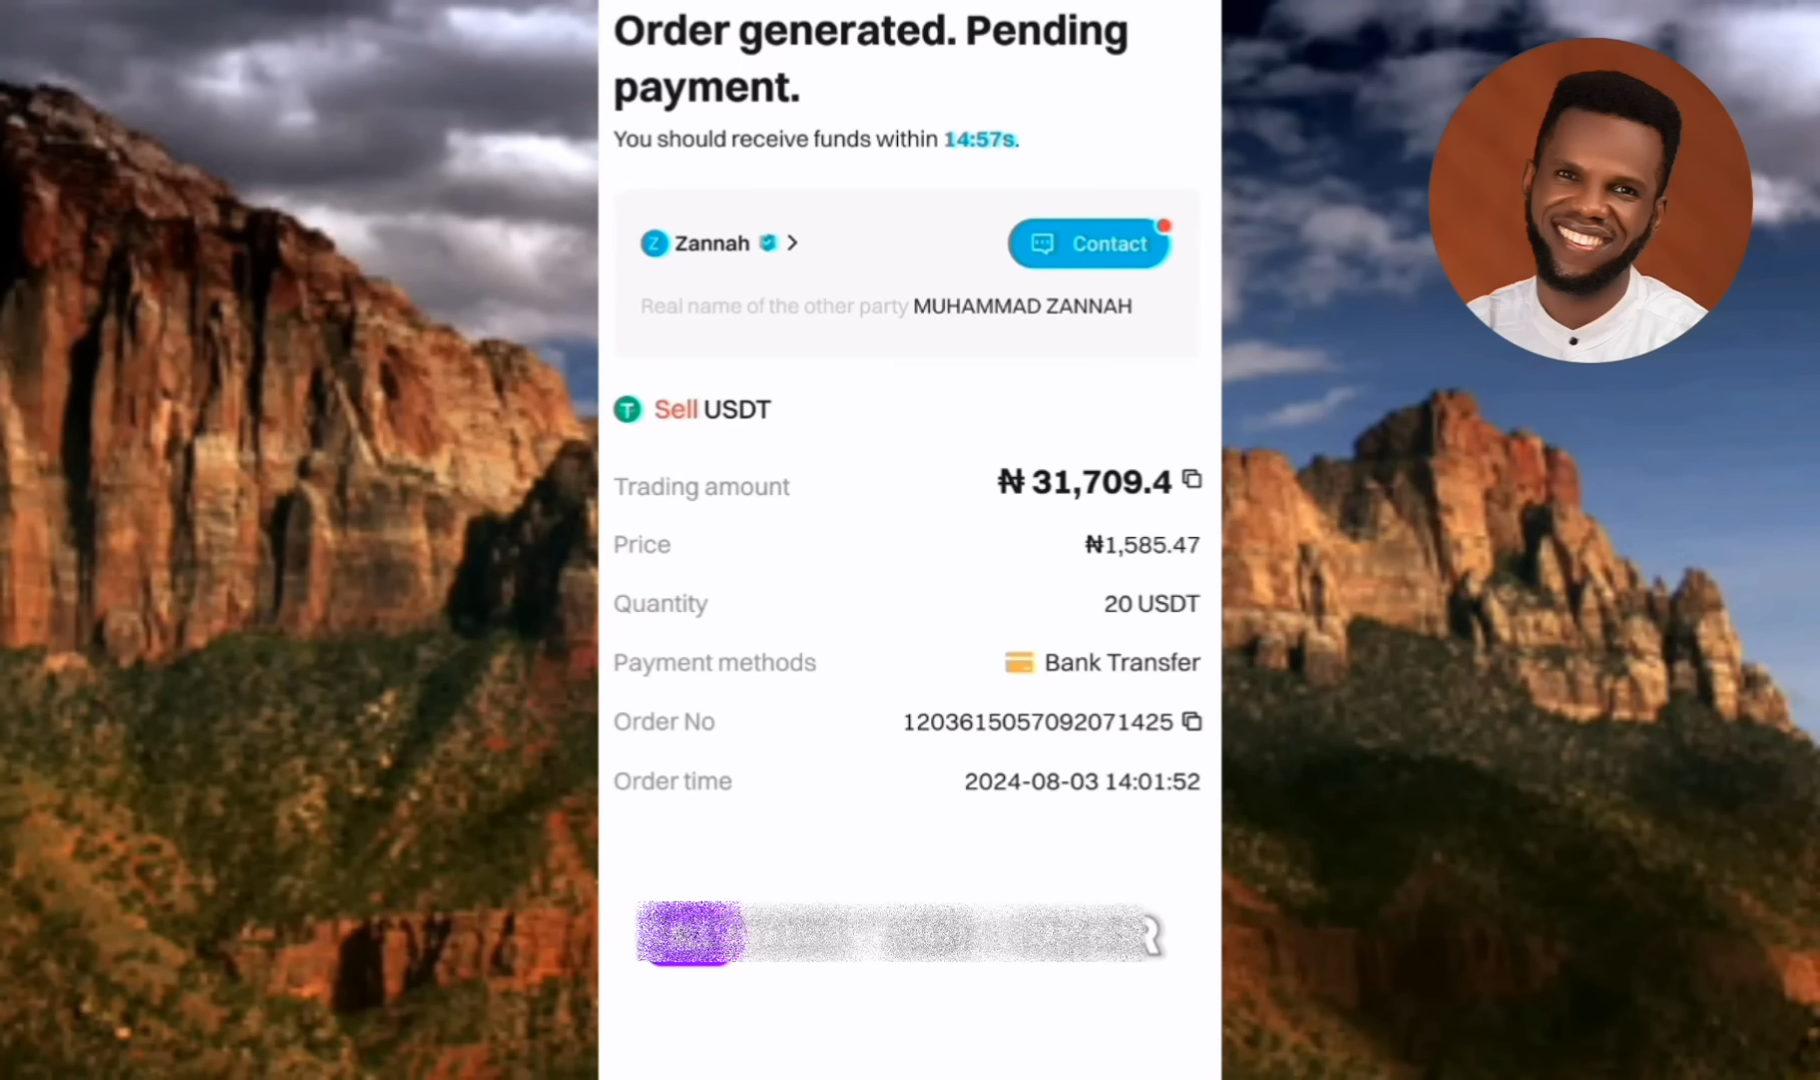 Order generated. Pending
payment.
You should receive funds within 14:57s.
Z Zannah
Contact
Real name of the other party MUHAMMAD ZANNAH
Sell USDT
Trading amount ₦ 31,709.4
Price ₦1,585.47
Quantity 20 USDT
Payment methods Bank Transfer
Order No 1203615057092071425
Order time 2024-08-03 14:01:52